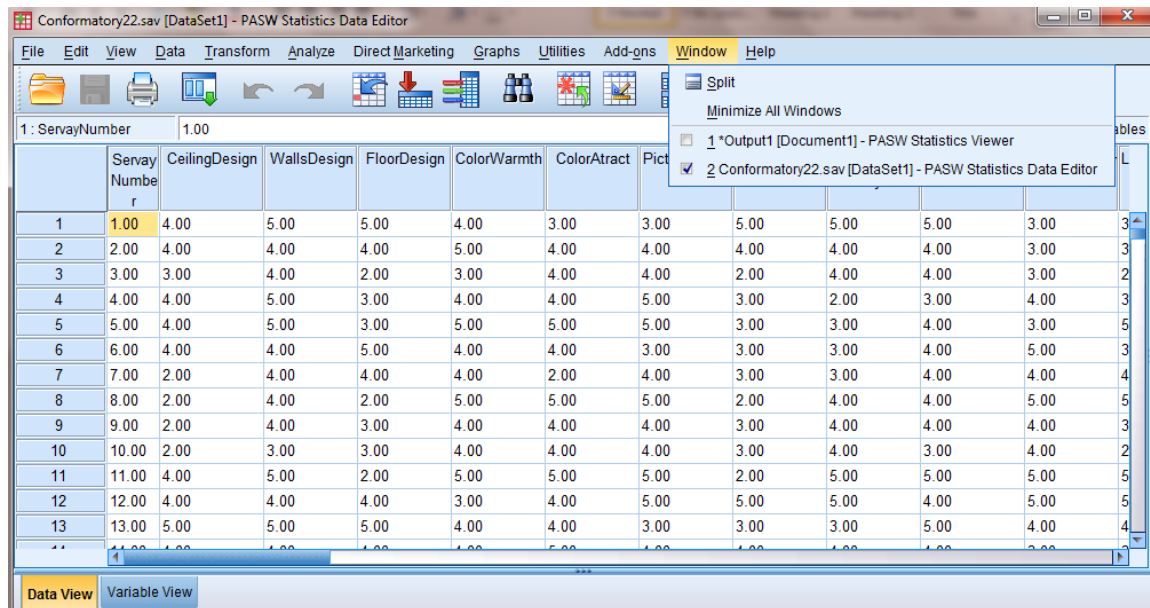 Conformatory22.sav [DataSet1] - PASW Statistics Data Editor
File Edit View Data Transform Analyze Direct Marketing Graphs Utilities Add-ons Window Help
Split
Minimize All Windows
1 *Output1 [Document1] - PASW Statistics Viewer
2 Conformatory22.sav [DataSet1] - PASW Statistics Data Editor
1 : ServayNumber 1.00 ables
Servay CeilingDesign WallsDesign FloorDesign ColorWarmth ColorAtract Pict L
Numbe
r
1 1.00 4.00 5.00 5.00 4.00 3.00 3.00 5.00 5.00 5.00 3.00 3
2 2.00 4.00 4.00 4.00 5.00 4.00 4.00 4.00 4.00 4.00 3.00 3
3 3.00 3.00 4.00 2.00 3.00 4.00 4.00 2.00 4.00 4.00 3.00 2
4 4.00 4.00 5.00 3.00 4.00 4.00 5.00 3.00 2.00 3.00 4.00 3
5 5.00 4.00 5.00 3.00 5.00 5.00 5.00 3.00 3.00 4.00 3.00 5
6 6.00 4.00 4.00 5.00 4.00 4.00 3.00 3.00 3.00 4.00 5.00 3
7 7.00 2.00 4.00 4.00 4.00 2.00 4.00 3.00 3.00 4.00 4.00 4
8 8.00 2.00 4.00 2.00 5.00 5.00 5.00 2.00 4.00 4.00 5.00 5
9 9.00 2.00 4.00 3.00 4.00 4.00 4.00 3.00 4.00 4.00 4.00 3
10 10.00 2.00 3.00 3.00 4.00 4.00 4.00 3.00 4.00 3.00 4.00 2
11 11.00 4.00 5.00 2.00 5.00 5.00 5.00 2.00 5.00 5.00 5.00 5
12 12.00 4.00 4.00 4.00 3.00 4.00 5.00 5.00 5.00 4.00 5.00 5
13 13.00 5.00 5.00 5.00 4.00 4.00 3.00 3.00 3.00 5.00 4.00 4
Data View Variable View